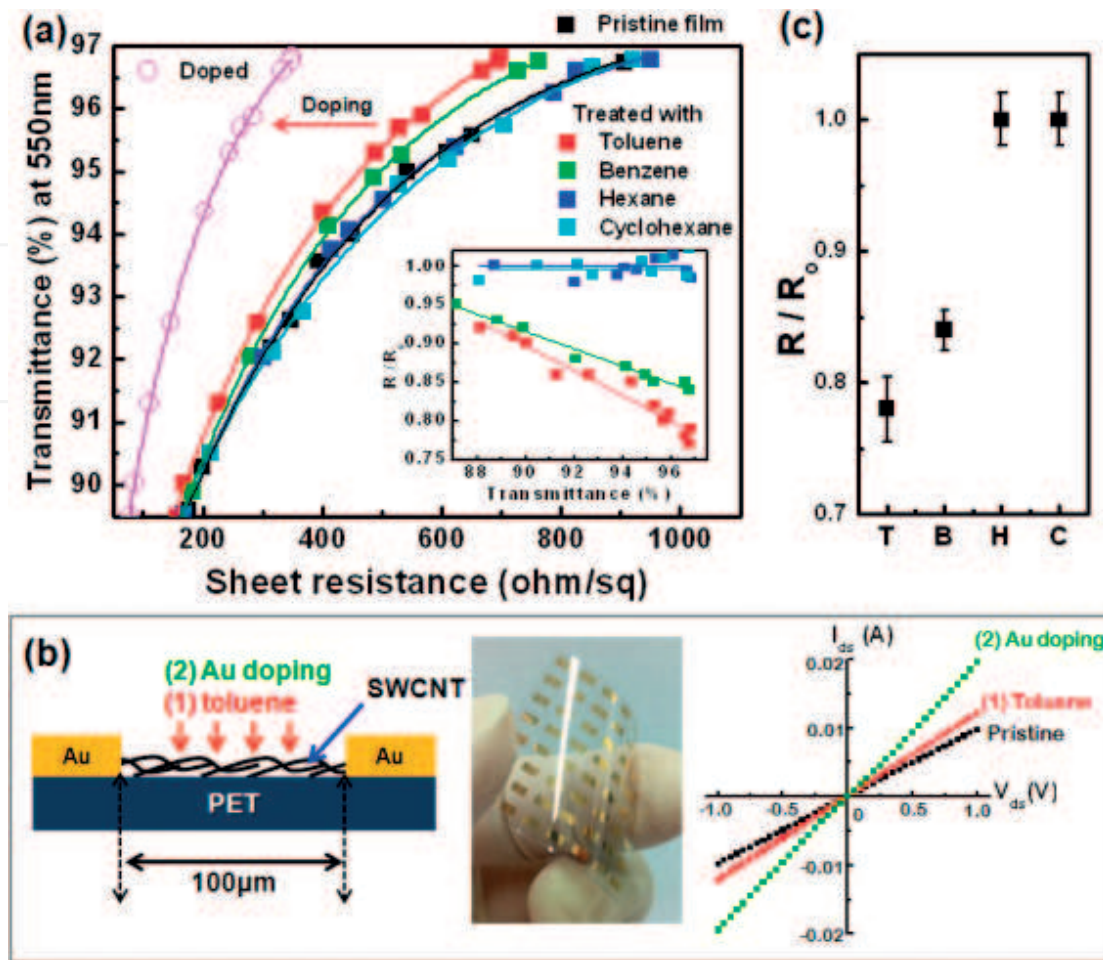 (a)
Pristine film
Doped
Doping
Treated with
Toluene
Benzene
Hexane
Cyclohexane
97
96
95
94
93
92
91
90
Transmittance (%) at 550nm
200 400 600 800 1000
Sheet resistance (ohm/sq)
1.00
0.95
0.90
0.85
0.80
0.75
R / R₀
88 90 92 94 96
Transmittance (%)
(c)
1.0
0.9
0.8
0.7
R / Rₒ
T B H C
(b)
(2) Au doping
(1) toluene
SWCNT
Au
Au
PET
100µm
I_ds (A)
(2) Au doping
0.02
(1) Toluene
0.01
Pristine
-1.0 -0.5 0 0.5 1.0
V_ds (V)
-0.01
-0.02